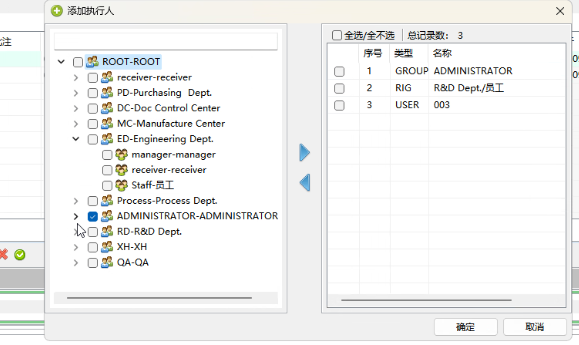 添加执行人
批注
全选/全不选 总记录数: 3
ROOT-ROOT
receiver-receiver
PD-Purchasing Dept.
DC-Doc Control Center
MC-Manufacture Center
ED-Engineering Dept.
manager-manager
receiver-receiver
Staff-员工
Process-Process Dept.
ADMINISTRATOR-ADMINISTRATOR
RD-R&D Dept.
XH-XH
QA-QA
序号 类型 名称
1 GROUP ADMINISTRATOR
2 RIG R&D Dept./员工
3 USER 003
确定 取消